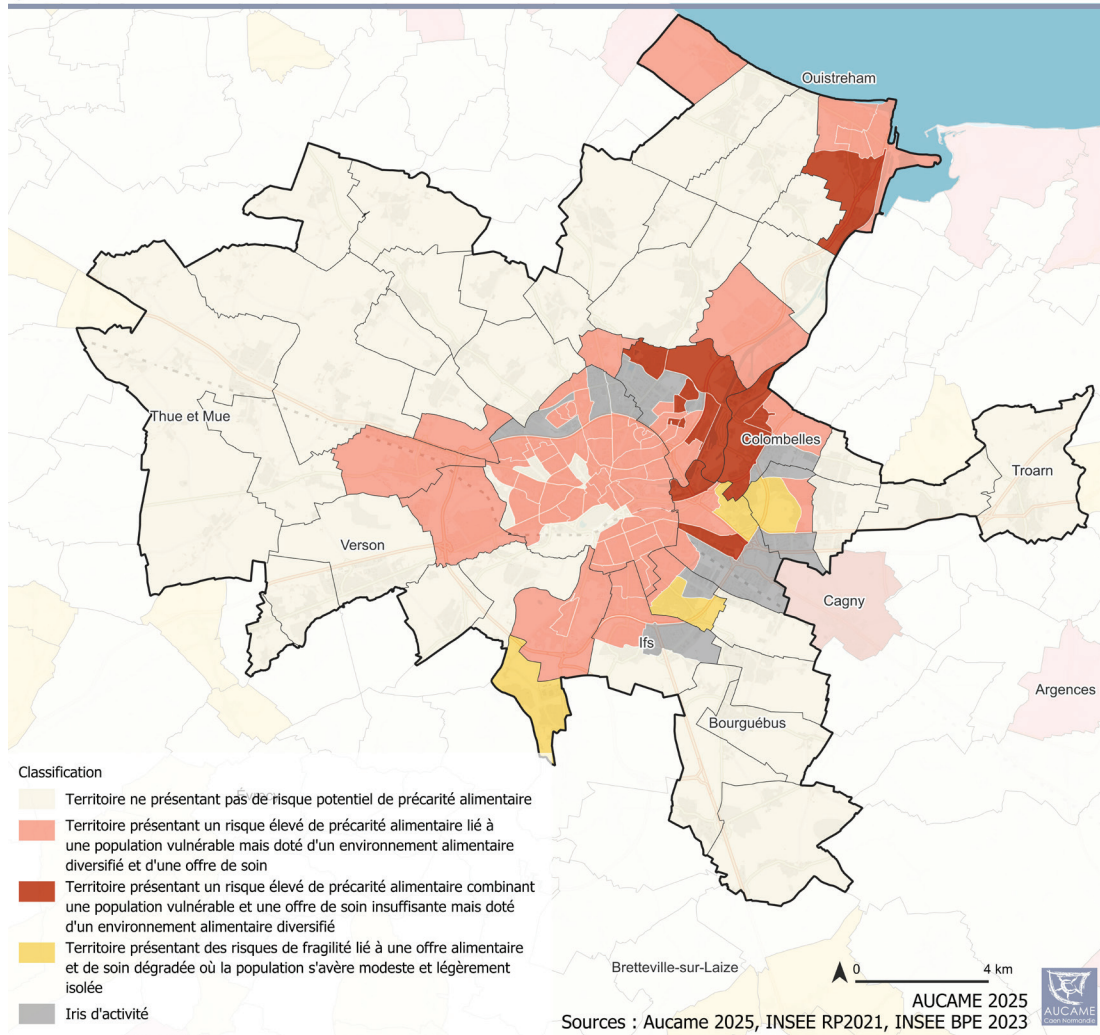 Ouistreham
Thue et Mue
Colombelles
Troarn
Verson
Cagny
Ifs
Argences
Bourguébus
Classification
Territoire ne présentant pas de risque potentiel de précarité alimentaire
Territoire présentant un risque élevé de précarité alimentaire lié à
une population vulnérable mais doté d'un environnement alimentaire
diversifié et d'une offre de soin
Territoire présentant un risque élevé de précarité alimentaire combinant
une population vulnérable et une offre de soin insuffisante mais doté
d'un environnement alimentaire diversifié
Territoire présentant des risques de fragilité lié à une offre alimentaire
et de soin dégradée où la population s'avère modeste et légèrement
isolée
Iris d'activité
Bretteville-sur-Laize
0 4 km
AUCAME 2025
Sources : Aucame 2025, INSEE RP2021, INSEE BPE 2023
AUCAME
Caen Normandie